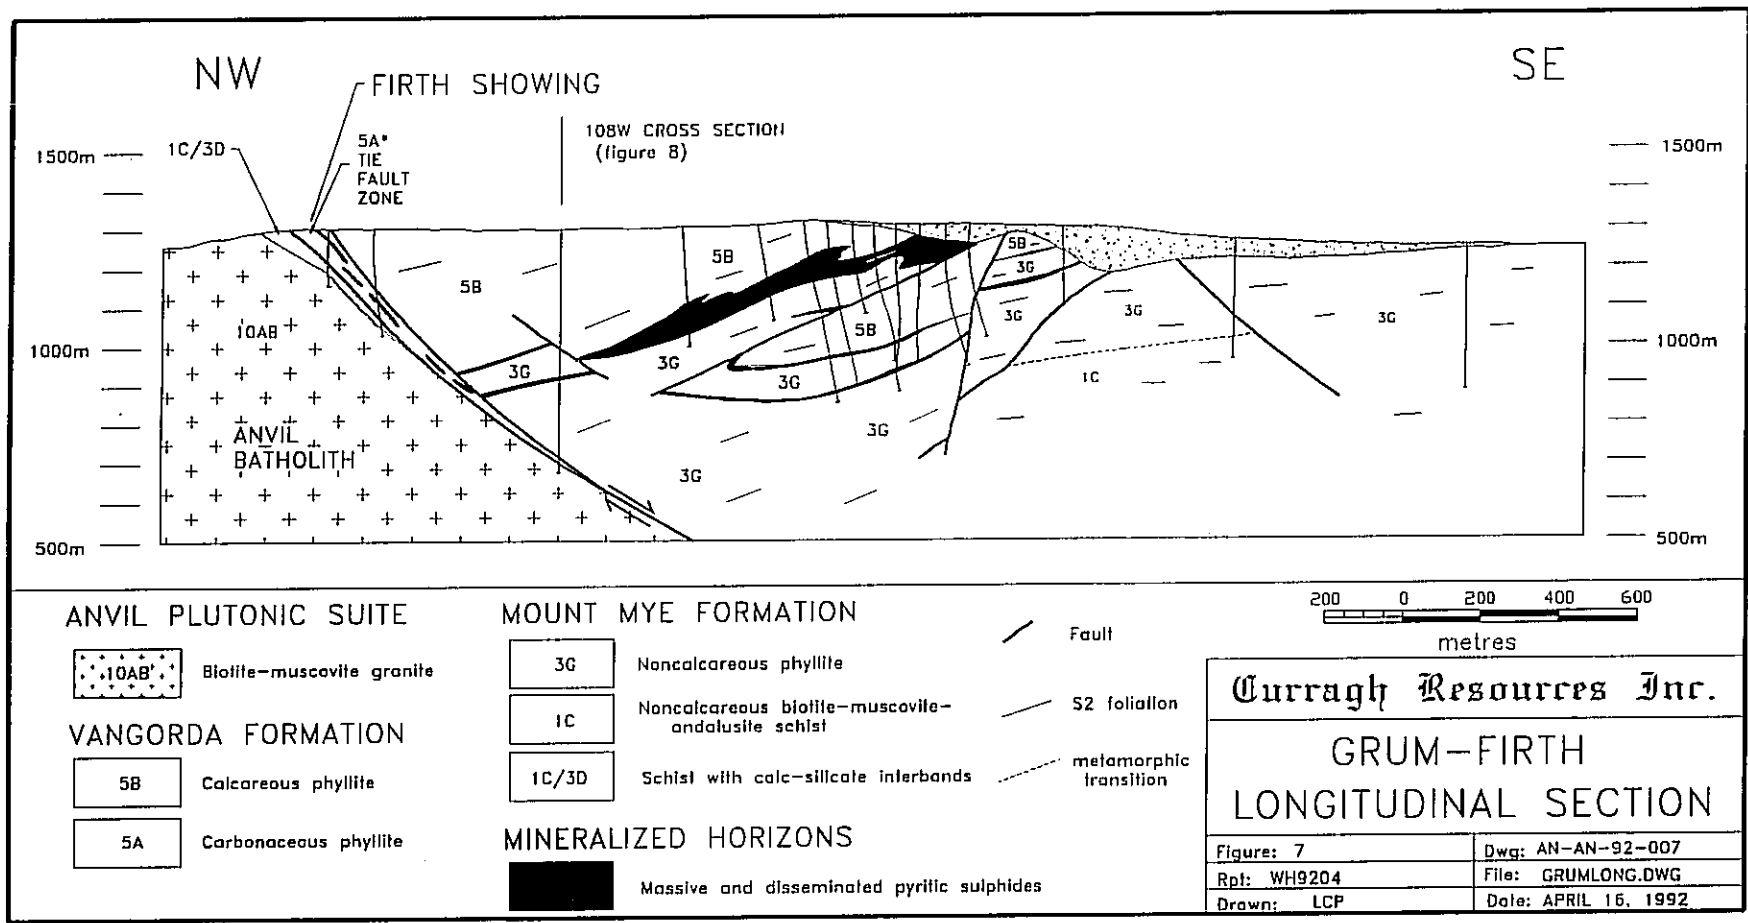 NW
SE
FIRTH SHOWING
1C/3D
5A*
TIE
FAULT
ZONE
108W CROSS SECTION
(figure 8)
1500m
1500m
1000m
1000m
500m
500m
5B
5B
5B
5B
3G
3G
3G
3G
3G
3G
3G
3G
3G
1C
10AB
ANVIL
BATHOLITH
ANVIL PLUTONIC SUITE
10AB
Biotite-muscovite granite
VANGORDA FORMATION
5B
Calcareous phyllite
5A
Carbonaceous phyllite
MOUNT MYE FORMATION
3G
Noncalcareous phyllite
1C
Noncalcareous biotite-muscovite-
andalusite schist
1C/3D
Schist with calc-silicate interbands
MINERALIZED HORIZONS
Massive and disseminated pyritic sulphides
Fault
S2 foliation
metamorphic
transition
200 0 200 400 600
metres
Curragh Resources Inc.
GRUM-FIRTH
LONGITUDINAL SECTION
Figure: 7
Dwg: AN-AN-92-007
Rpt: WH9204
File: GRUMLONG.DWG
Drawn: LCP
Date: APRIL 16, 1992